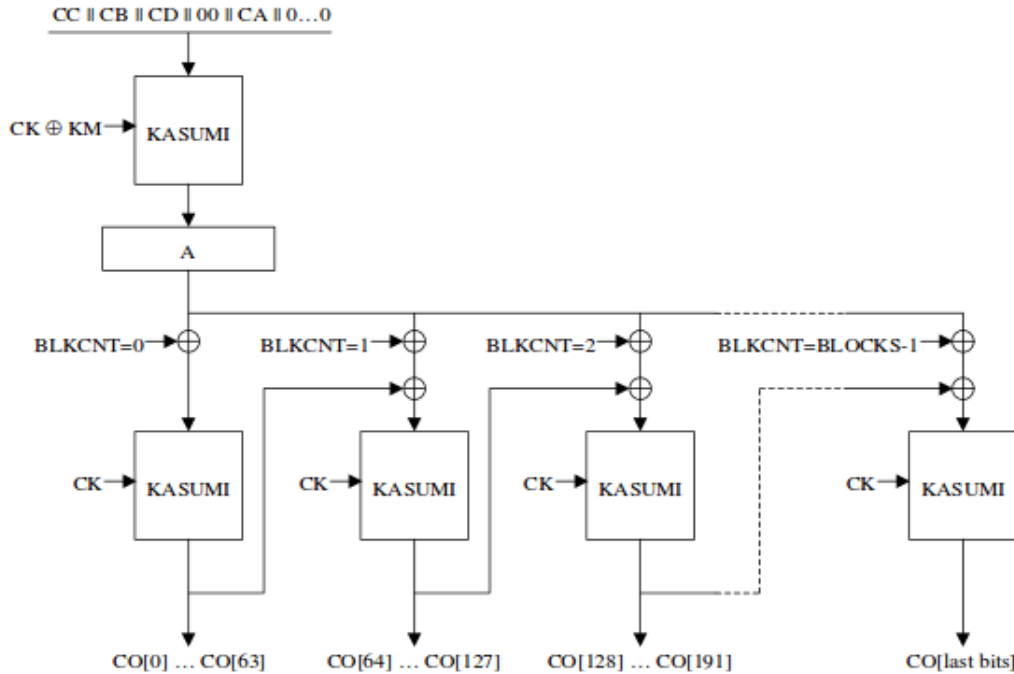 CC || CB || CD || 00 || CA || 0…0
CK ⊕ KM
KASUMI
A
BLKCNT=0
BLKCNT=1
BLKCNT=2
BLKCNT=BLOCKS-1
CK
KASUMI
CK
KASUMI
CK
KASUMI
CK
KASUMI
CO[0] … CO[63]
CO[64] … CO[127]
CO[128] … CO[191]
CO[last bits]